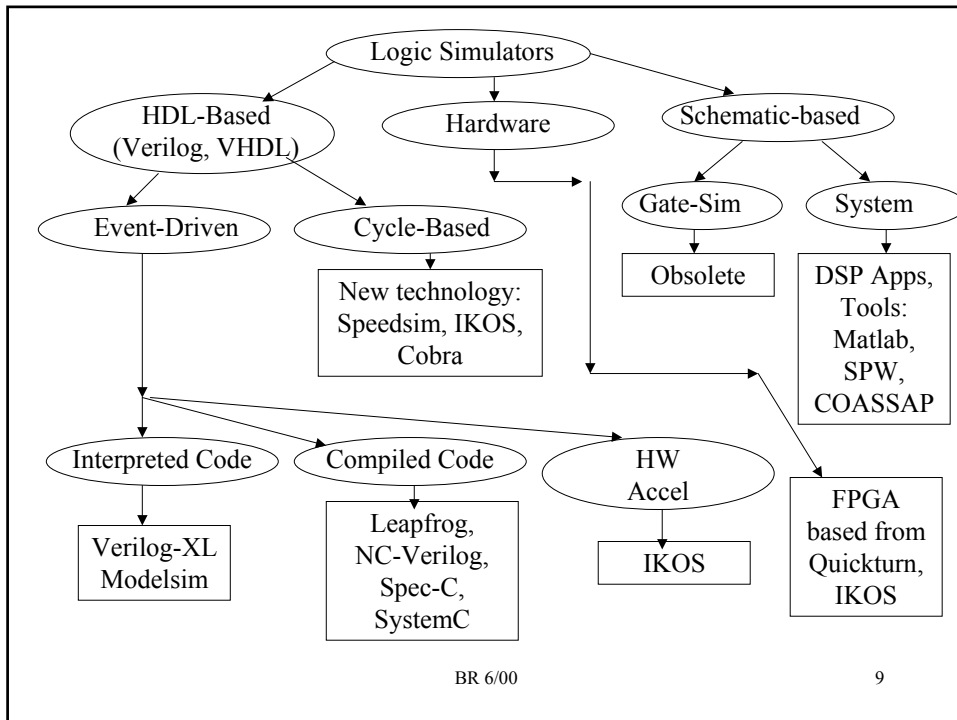 Logic Simulators
HDL-Based
(Verilog, VHDL)
Hardware
Schematic-based
Event-Driven
Cycle-Based
Gate-Sim
System
New technology:
Speedsim, IKOS,
Cobra
Obsolete
DSP Apps,
Tools:
Matlab,
SPW,
COASSAP
Interpreted Code
Compiled Code
HW
Accel
Verilog-XL
Modelsim
Leapfrog,
NC-Verilog,
Spec-C,
SystemC
IKOS
FPGA
based from
Quickturn,
IKOS
BR 6/00
9